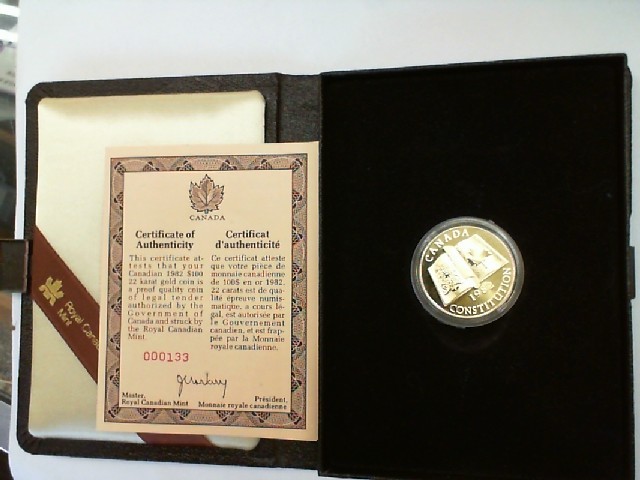 CANADA
Certificate of
Authenticity
This certificate at-
tests that your
Canadian 1982 $100
22 karat gold coin is
a proof quality coin
of legal tender
authorized by the
Government of
Canada and struck by
the Royal Canadian
Mint.
000133
Master,
Royal Canadian Mint
Certificat
d'authenticité
Ce certificat atteste
que votre pièce de
monnaie canadienne
de 100$ en or 1982,
22 carats est de qua-
lité épreuve numis-
matique, a cours lé-
gal, est autorisée par
le Gouvernement
canadien, et est frap-
pée par la Monnaie
royale canadienne.
Président,
Monnaie royale canadienne
Royal Cana
Mint
CANADA
1982
CONSTITUTION